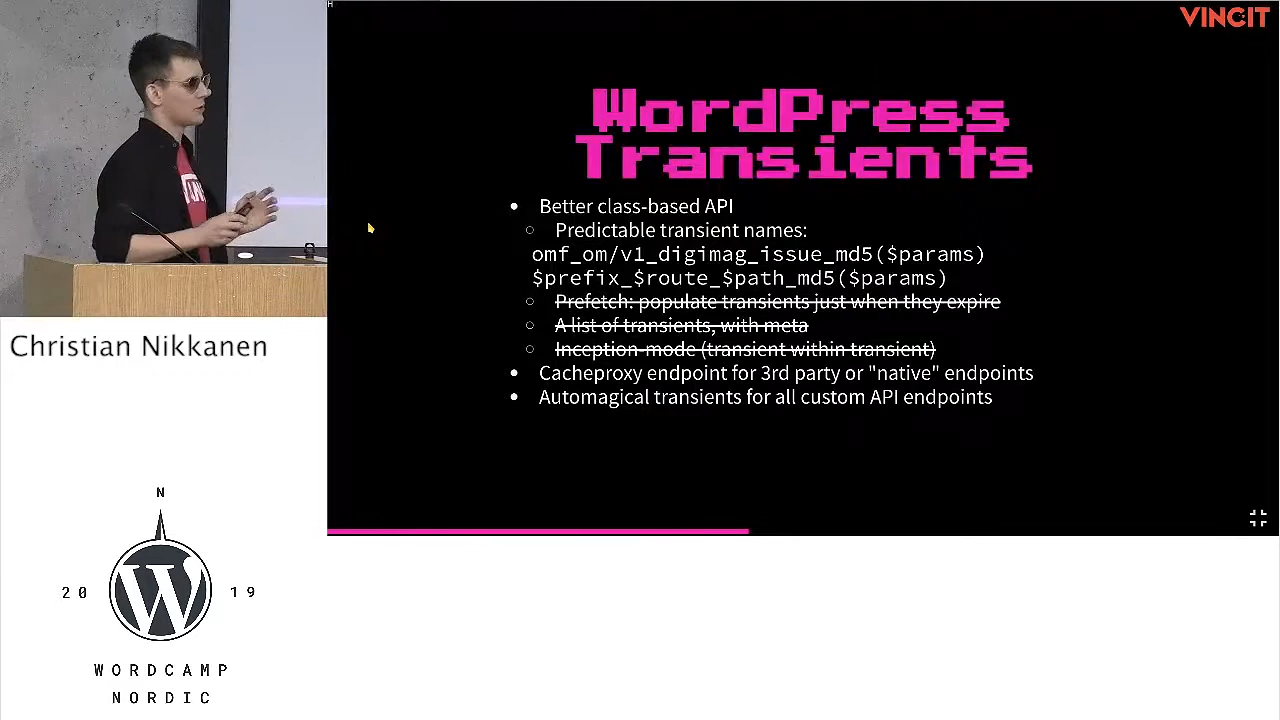 H
VINCIT
WordPress
Transients
Better class-based API
Predictable transient names:
omf_om/v1_digimag_issue_md5($params)
$prefix_$route_$path_md5($params)
Prefetch: populate transients just when they expire
A list of transients, with meta
Inception-mode (transient within transient)
Cacheproxy endpoint for 3rd party or "native" endpoints
Automagical transients for all custom API endpoints
Christian Nikkanen
N
20 19
W
WORDCAMP
NORDIC